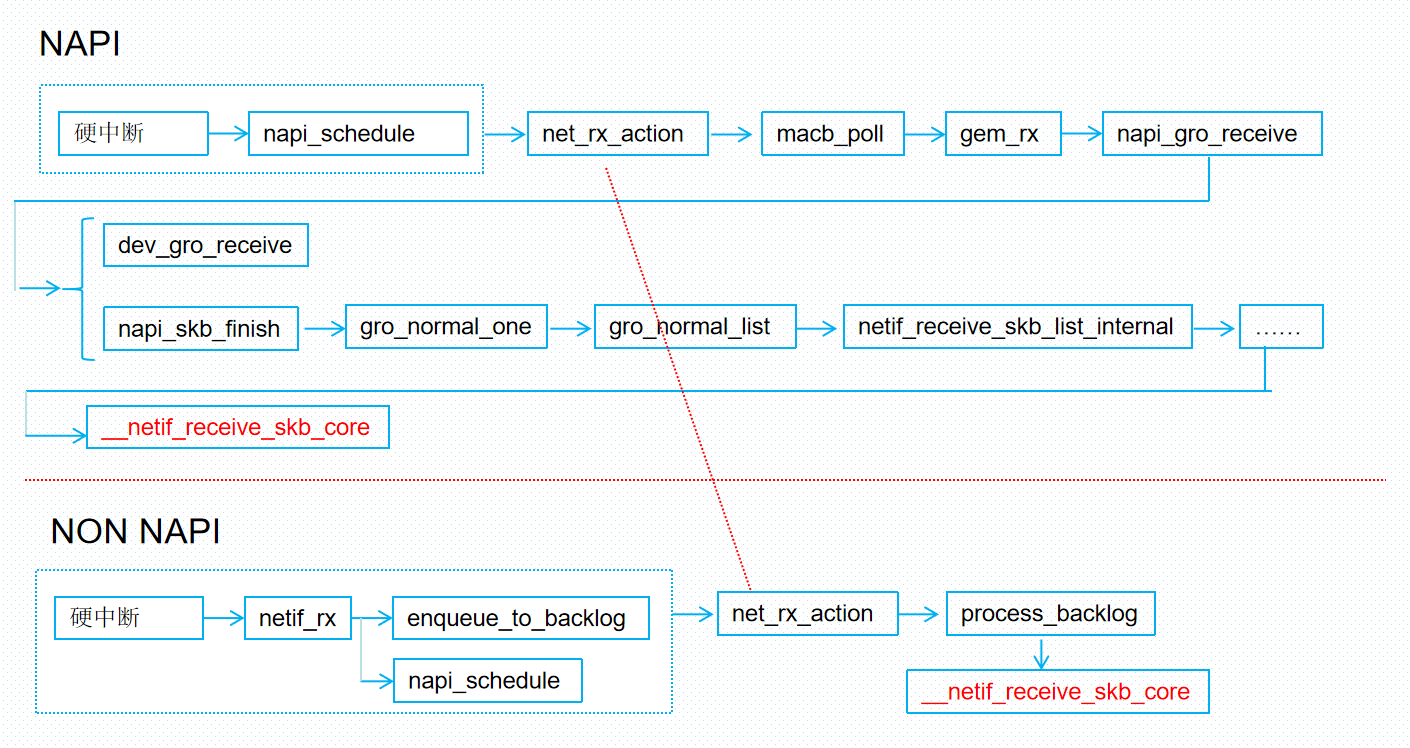 NAPI
硬中断 napi_schedule net_rx_action macb_poll gem_rx napi_gro_receive
dev_gro_receive
napi_skb_finish gro_normal_one gro_normal_list netif_receive_skb_list_internal ……
__netif_receive_skb_core
NON NAPI
硬中断 netif_rx enqueue_to_backlog net_rx_action process_backlog
napi_schedule
__netif_receive_skb_core